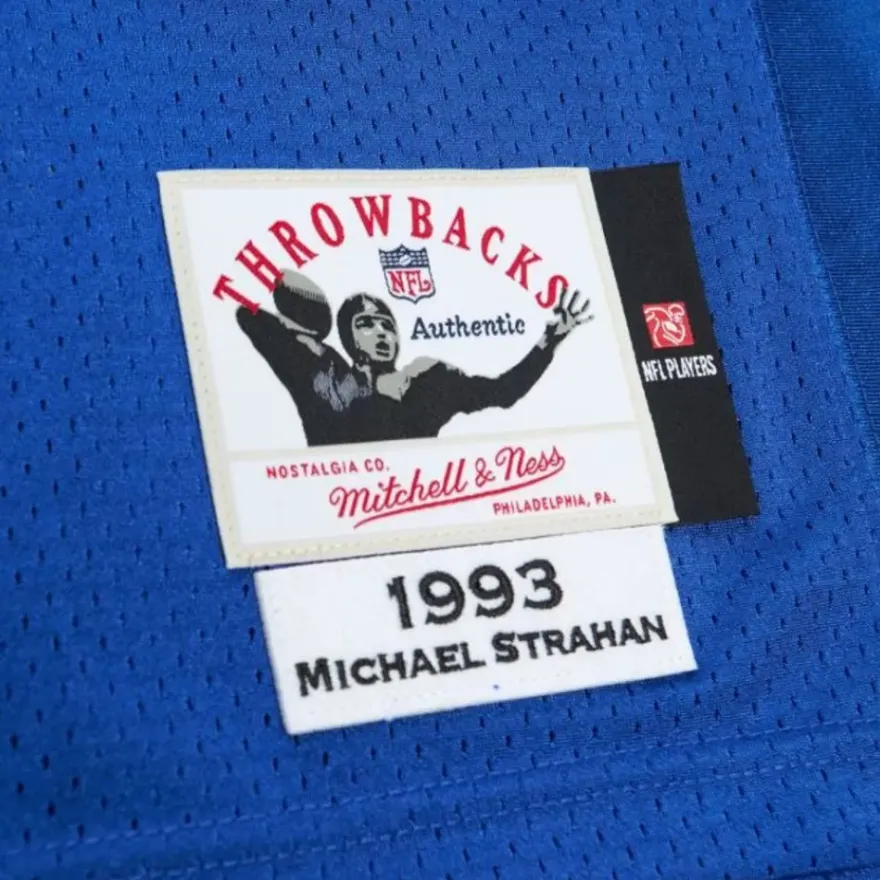 THROWBACKS
NFL
Authentic
NFL PLAYERS
NOSTALGIA CO.
Mitchell & Ness
PHILADELPHIA, PA.
1993
MICHAEL STRAHAN